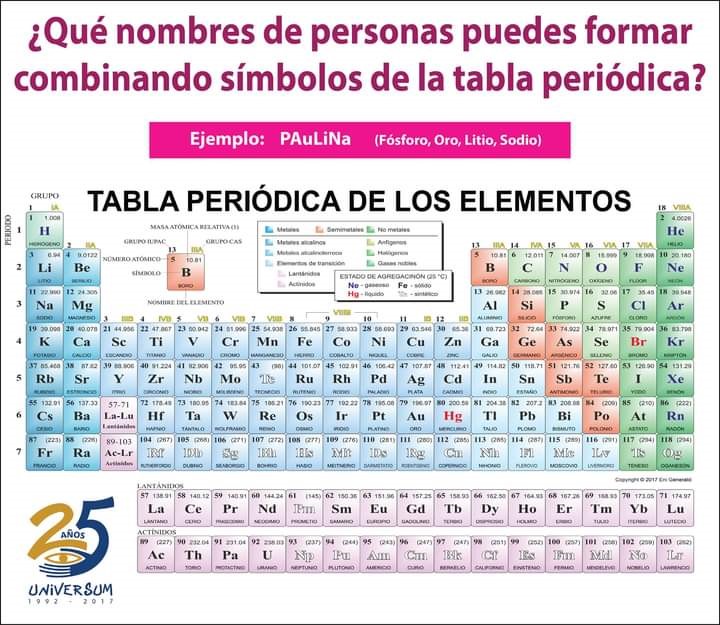 ¿Qué nombres de personas puedes formar
combinando símbolos de la tabla periódica?
Ejemplo: PAuLiNa (Fósforo, Oro, Litio, Sodio)
TABLA PERIÓDICA DE LOS ELEMENTOS
GRUPO
PERIODO
1 IA
18 VIIIA
1
1 1.008
H
HIDRÓGENO
2 4.0026
He
HELIO
MASA ATÓMICA RELATIVA (1)
GRUPO IUPAC
GRUPO CAS
13 IIIA
NÚMERO ATÓMICO
5 10.81
SÍMBOLO
B
BORO
NOMBRE DEL ELEMENTO
Metales Semimetales No metales
Metales alcalinos
Metales alcalinotérreos
Elementos de transición
Lantánidos
Actínidos
Anfígenos
Halógenos
Gases nobles
ESTADO DE AGREGACINÓN (25 °C)
Ne - gaseoso Fe - sólido
Hg - líquido Tc - sintético
2 IIA
13 IIIA 14 IVA 15 VA 16 VIA 17 VIIA
2
3 6.94 4 9.0122 5 10.81 6 12.011 7 14.007 8 15.999 9 18.998 10 20.180
Li Be B C N O F Ne
LITIO BERILIO BORO CARBONO NITRÓGENO OXÍGENO FLÚOR NEÓN
3
11 22.990 12 24.305 13 26.982 14 28.085 15 30.974 16 32.06 17 35.45 18 39.948
Na Mg Al Si P S Cl Ar
SODIO MAGNESIO ALUMINIO SILICIO FÓSFORO AZUFRE CLORO ARGÓN
3 IIIB 4 IVB 5 VB 6 VIB 7 VIIB 8 9 VIIIB 10 11 IB 12 IIB
4
19 39.098 20 40.078 21 44.956 22 47.867 23 50.942 24 51.996 25 54.938 26 55.845 27 58.933 28 58.693 29 63.546 30 65.38 31 69.723 32 72.64 33 74.922 34 78.971 35 79.904 36 83.798
K Ca Sc Ti V Cr Mn Fe Co Ni Cu Zn Ga Ge As Se Br Kr
POTASIO CALCIO ESCANDIO TITANIO VANADIO CROMO MANGANESO HIERRO COBALTO NIQUEL COBRE ZINC GALIO GERMANIO ARSÉNICO SELENIO BROMO KRIPTÓN
5
37 85.468 38 87.62 39 88.906 40 91.224 41 92.906 42 95.95 43 (98) 44 101.07 45 102.91 46 106.42 47 107.87 48 112.41 49 114.82 50 118.71 51 121.76 52 127.60 53 126.90 54 131.29
Rb Sr Y Zr Nb Mo Tc Ru Rh Pd Ag Cd In Sn Sb Te I Xe
RUBIDIO ESTRONCIO ITRIO CIRCONIO NIOBIO MOLIBDENO TECNECIO RUTENIO RODIO PALADIO PLATA CADMIO INDIO ESTAÑO ANTIMONIO TELURO YODO XENÓN
6
55 132.91 56 137.33 57-71 72 178.49 73 180.95 74 183.84 75 186.21 76 190.23 77 192.22 78 195.08 79 196.97 80 200.59 81 204.38 82 207.2 83 208.98 84 (209) 85 (210) 86 (222)
Cs Ba La-Lu Hf Ta W Re Os Ir Pt Au Hg Tl Pb Bi Po At Rn
CESIO BARIO Lantánidos HAFNIO TANTALO WOLFRAMIO RENIO OSMIO IRIDIO PLATINO ORO MERCURIO TALIO PLOMO BISMUTO POLONIO ASTATO RADÓN
7
87 (223) 88 (226) 89-103 104 (267) 105 (268) 106 (271) 107 (272) 108 (277) 109 (276) 110 (281) 111 (280) 112 (285) 113 (285) 114 (287) 115 (289) 116 (291) 117 (294) 118 (294)
Fr Ra Ac-Lr Rf Db Sg Bh Hs Mt Ds Rg Cn Nh Fl Mc Lv Ts Og
FRANCIO RADIO Actínidos RUTHERFORDIO DUBNIO SEABORGIO BOHRIO HASSIO MEITNERIO DARMSTATIO ROENTGENIO COPERNICIO NIHONIO FLEROVIO MOSCOVIO LIVERMORIO TENESO OGANESÓN
Copyright © 2017 Eni Generalić
LANTÁNIDOS
57 138.91 58 140.12 59 140.91 60 144.24 61 (145) 62 150.36 63 151.96 64 157.25 65 158.93 66 162.50 67 164.93 68 167.26 69 168.93 70 173.05 71 174.97
La Ce Pr Nd Pm Sm Eu Gd Tb Dy Ho Er Tm Yb Lu
LANTANO CERIO PRASEODIMIO NEODIMIO PROMETIO SAMARIO EUROPIO GADOLINIO TERBIO DISPROSIO HOLMIO ERBIO TULIO ITERBIO LUTECIO
ACTÍNIDOS
89 (227) 90 232.04 91 231.04 92 238.03 93 (237) 94 (244) 95 (243) 96 (247) 97 (247) 98 (251) 99 (252) 100 (257) 101 (258) 102 (259) 103 (262)
Ac Th Pa U Np Pu Am Cm Bk Cf Es Fm Md No Lr
ACTINIO TORIO PROTACTINIO URANIO NEPTUNIO PLUTONIO AMERICIO CURIO BERKELIO CALIFORNIO EINSTENIO FERMIO MENDELEVIO NOBELIO LAWRENCIO
25
AÑOS
UNIVERSUM
1992 - 2017